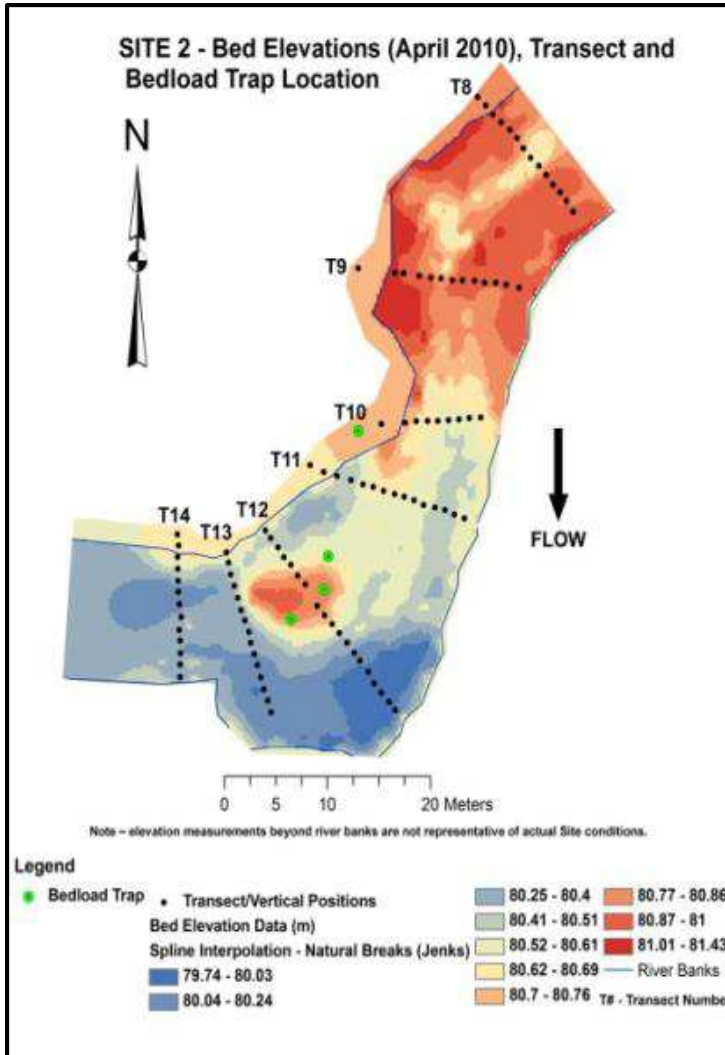 SITE 2 - Bed Elevations (April 2010), Transect and
Bedload Trap Location
T8
N
T9
T10
T11
T12
T14
T13
FLOW
0 5 10 20 Meters
Note – elevation measurements beyond river banks are not representative of actual Site conditions.
Legend
Bedload Trap
Transect/Vertical Positions
Bed Elevation Data (m)
Spline Interpolation - Natural Breaks (Jenks)
79.74 - 80.03
80.04 - 80.24
80.25 - 80.4
80.41 - 80.51
80.52 - 80.61
80.62 - 80.69
80.7 - 80.76
80.77 - 80.86
80.87 - 81
81.01 - 81.43
River Banks
T# - Transect Numbe